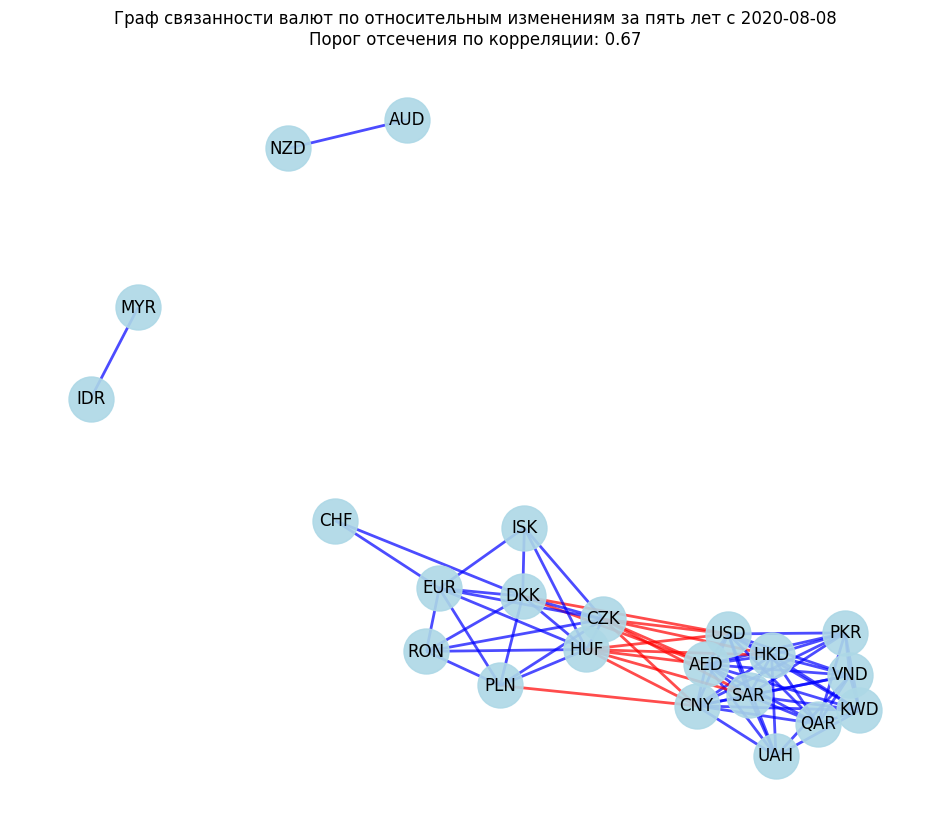 Граф связанности валют по относительным изменениям за пять лет с 2020-08-08
Порог отсечения по корреляции: 0.67
AUD
NZD
MYR
IDR
CHF
ISK
EUR
DKK
CZK
USD
PKR
RON
HUF
AED
HKD
VND
PLN
CNY
SAR
KWD
QAR
UAH